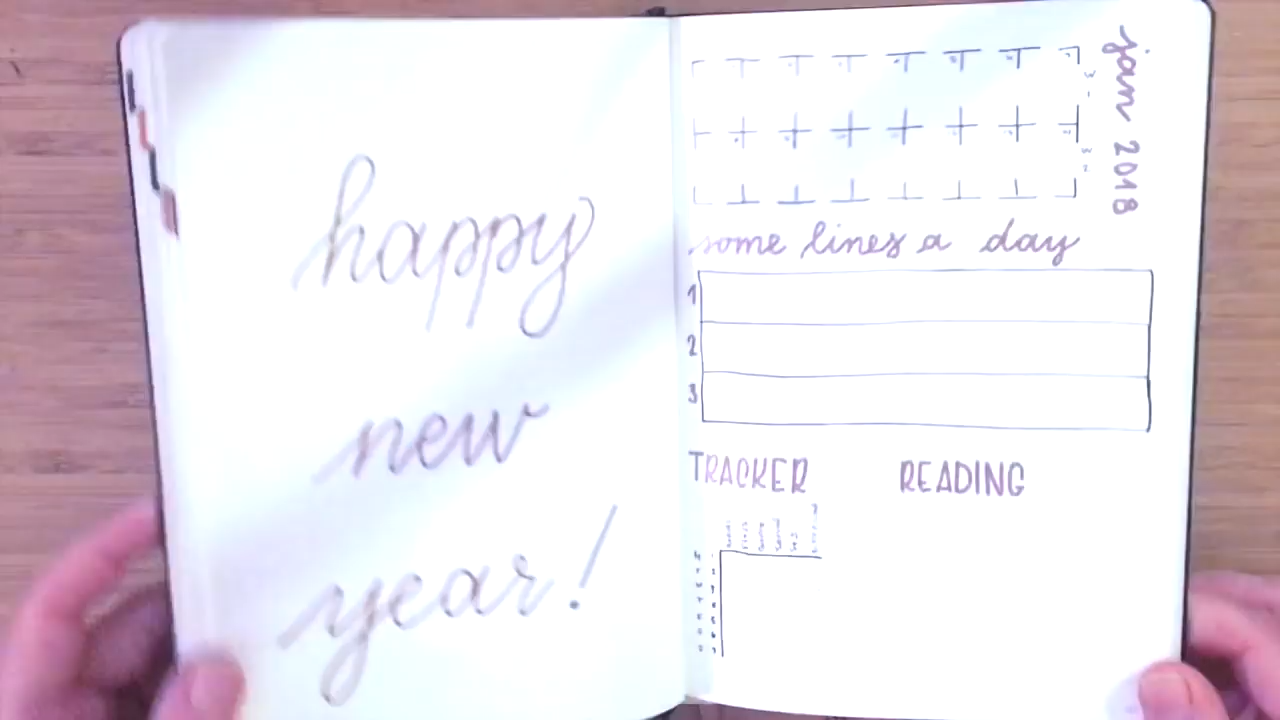 happy
new
year!
jan 2018
some lines a day
1
2
3
TRACKER
READING